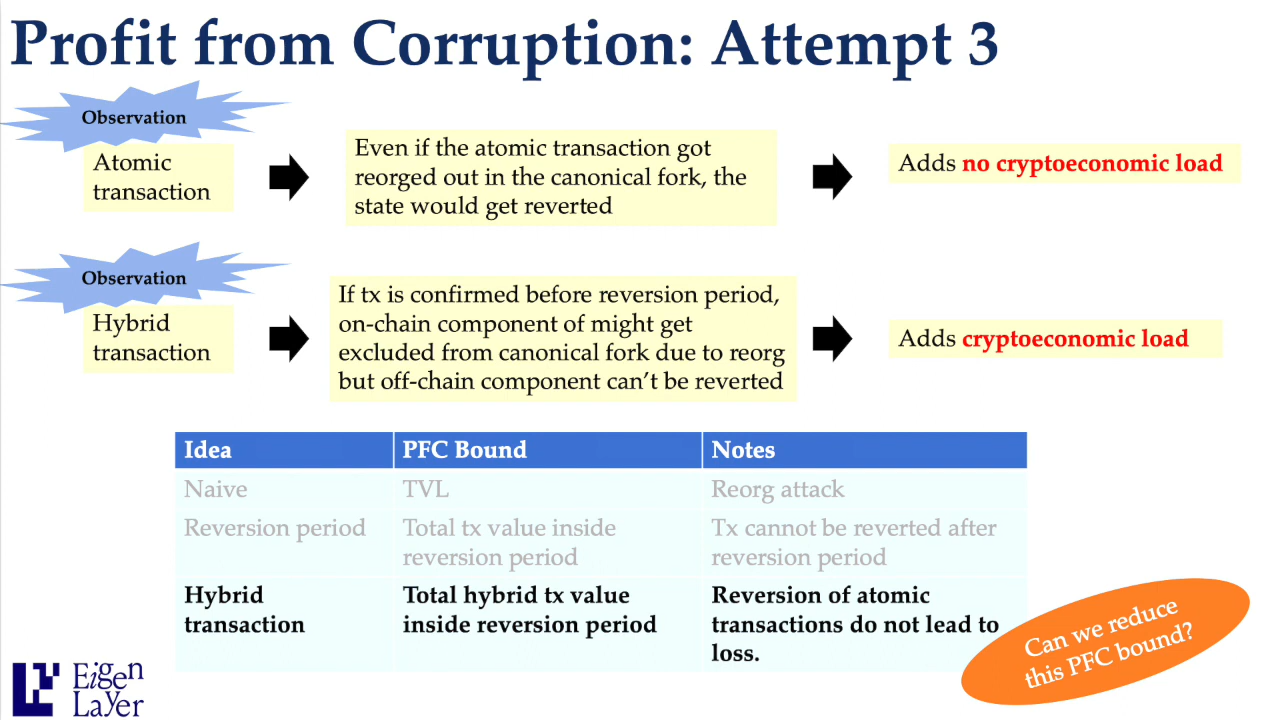 Profit from Corruption: Attempt 3
Observation
Atomic
transaction
Even if the atomic transaction got
reorged out in the canonical fork, the
state would get reverted
Adds no cryptoeconomic load
Observation
Hybrid
transaction
If tx is confirmed before reversion period,
on-chain component of might get
excluded from canonical fork due to reorg
but off-chain component can't be reverted
Adds cryptoeconomic load
Idea PFC Bound Notes
Naive TVL Reorg attack
Reversion period Total tx value inside Tx cannot be reverted after
reversion period reversion period
Hybrid Total hybrid tx value Reversion of atomic
transaction inside reversion period transactions do not lead to
loss.
Can we reduce
this PFC bound?
EigEn
LaYer